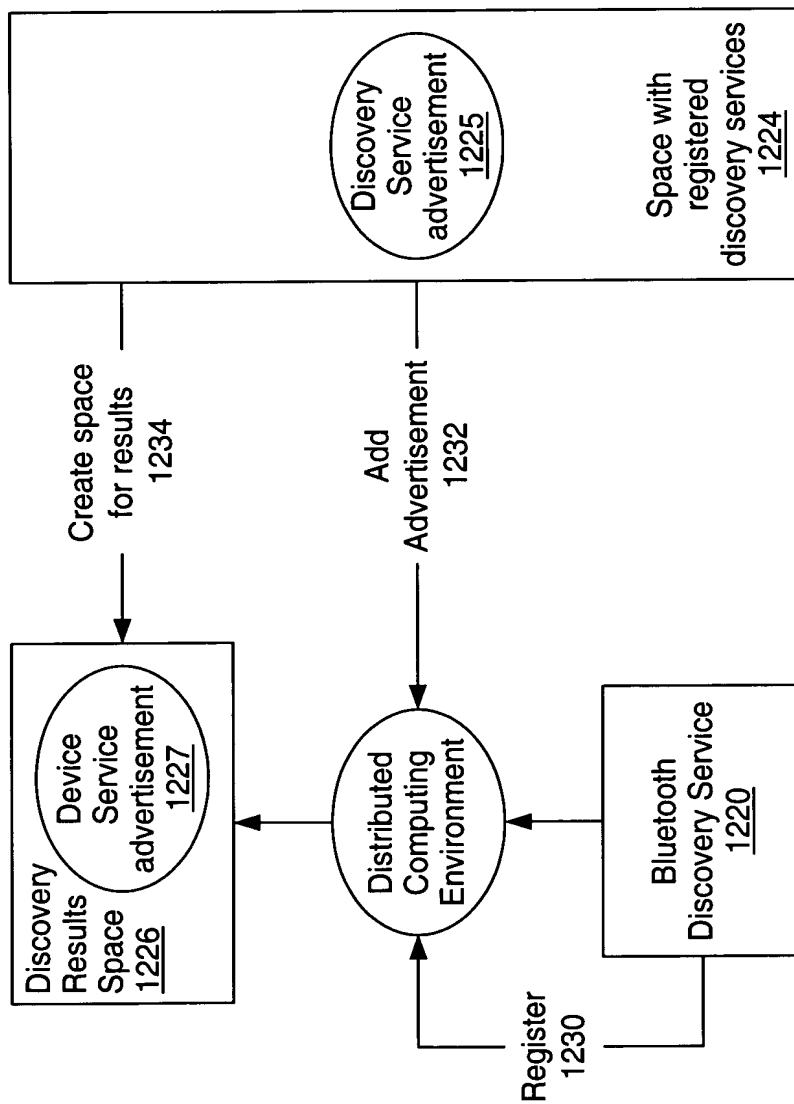 Discovery
Results
Space
1226
Device
Service
advertisement
1227
Create space
for results
1234
Distributed
Computing
Environment
Add
Advertisement
1232
Discovery
Service
advertisement
1225
Space with
registered
discovery services
1224
Register
1230
Bluetooth
Discovery Service
1220